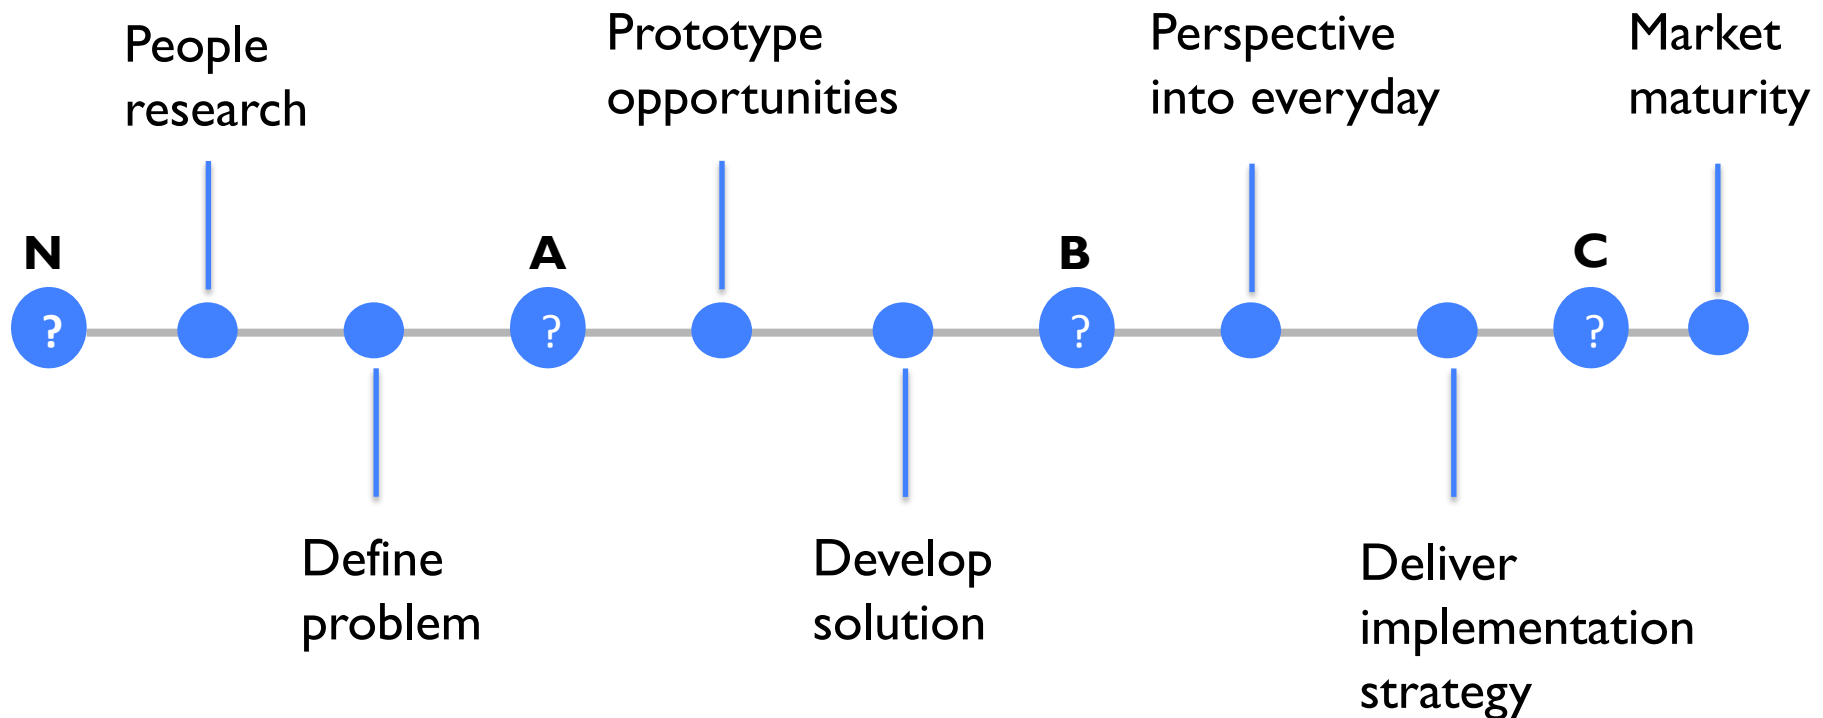 People
research
Prototype
opportunities
Perspective
into everyday
Market
maturity
N
A
B
C
?
?
?
?
Define
problem
Develop
solution
Deliver
implementation
strategy